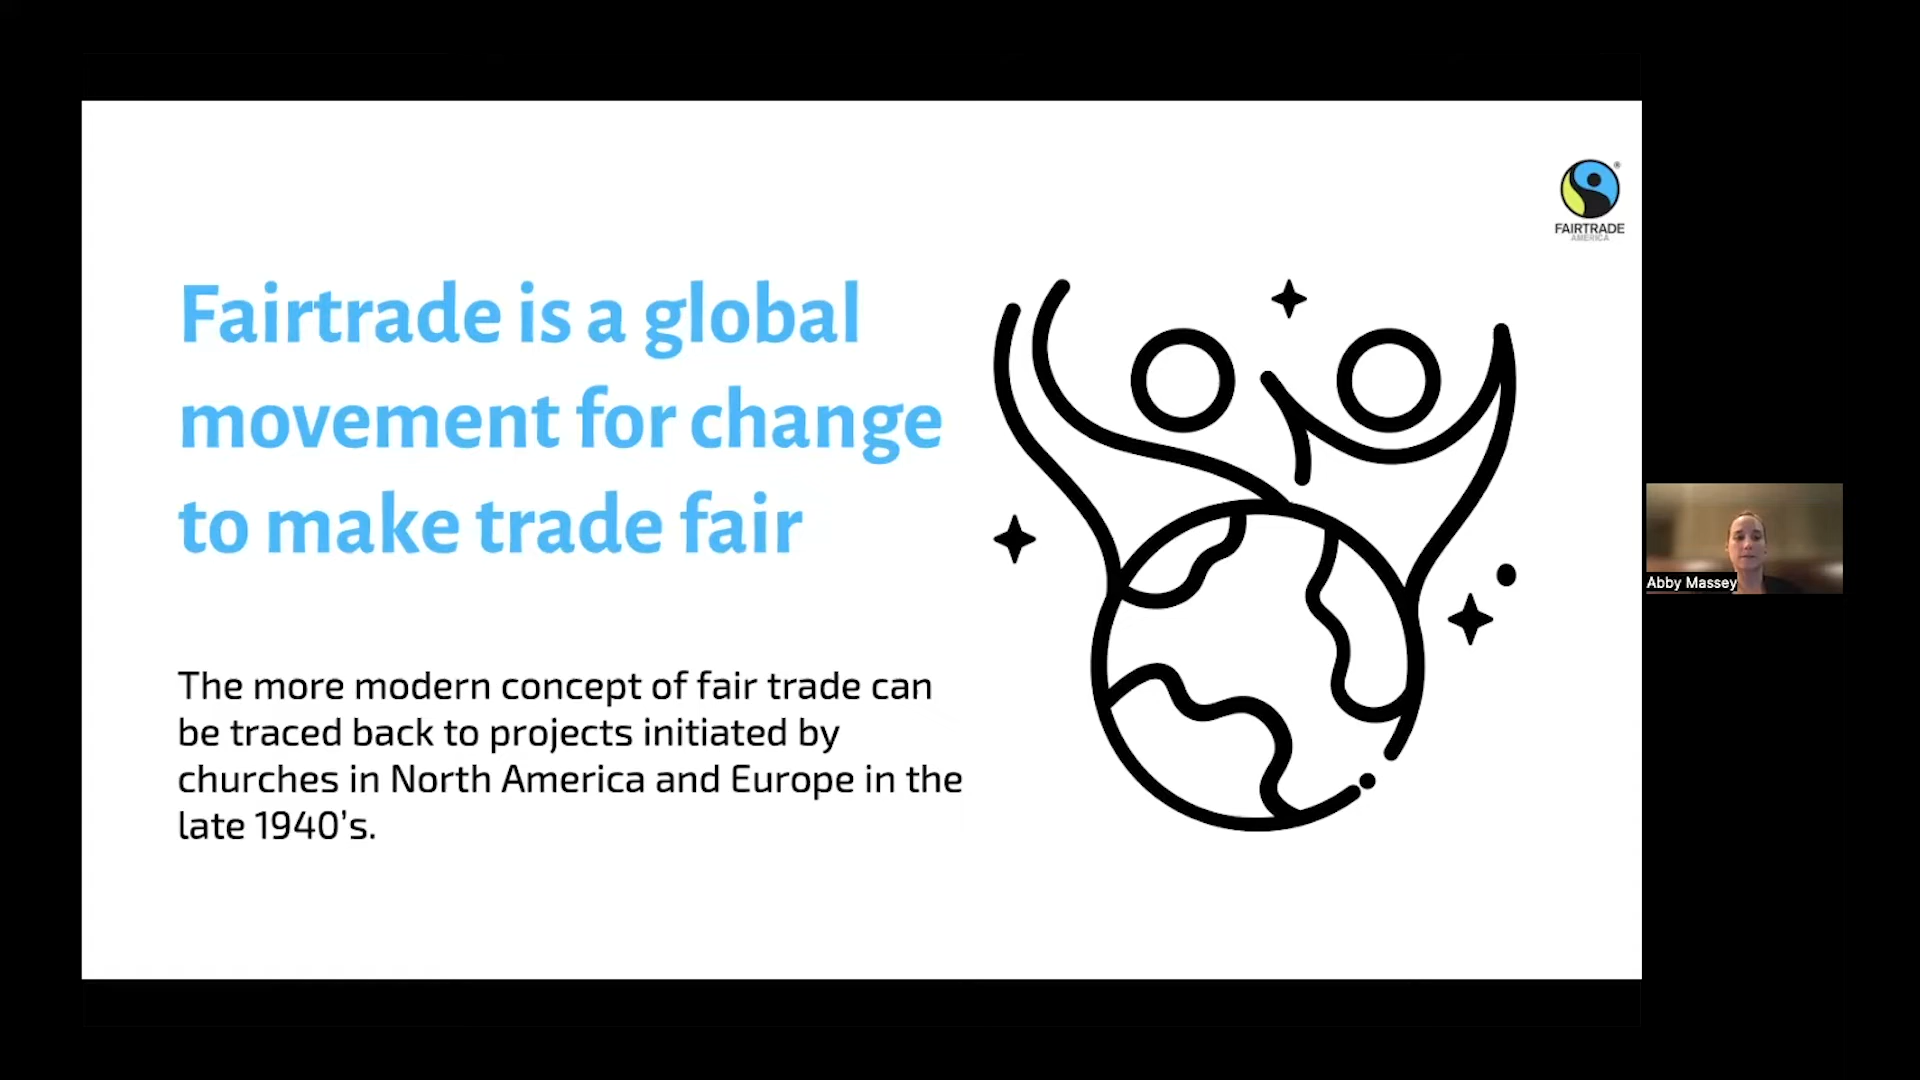 FAIRTRADE
AMERICA
Fairtrade is a global
movement for change
to make trade fair
The more modern concept of fair trade can
be traced back to projects initiated by
churches in North America and Europe in the
late 1940’s.
Abby Massey